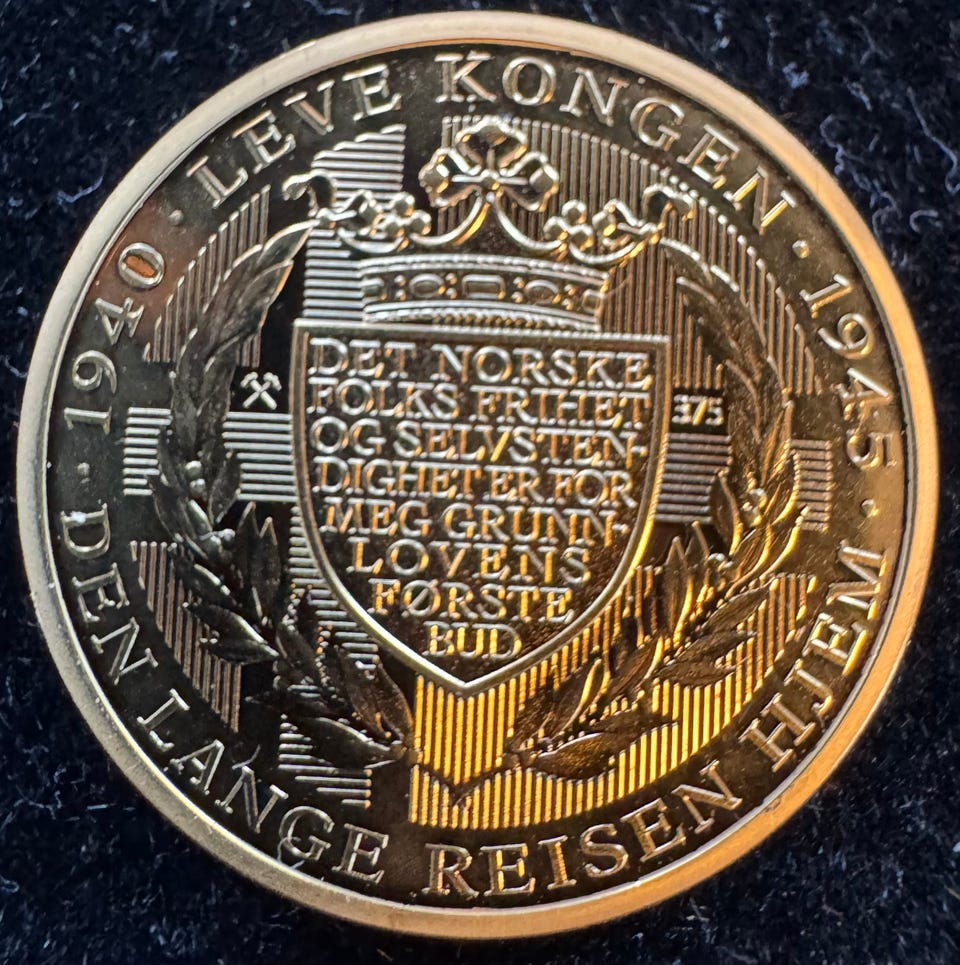 · LEVE KONGEN ·
1940 · 1945
· DEN LANGE REISEN HJEM ·
DET NORSKE
FOLKS FRIHET
OG SELVSTEN-
DIGHET ER FOR
MEG GRUNN-
LOVENS
FØRSTE
BUD
375